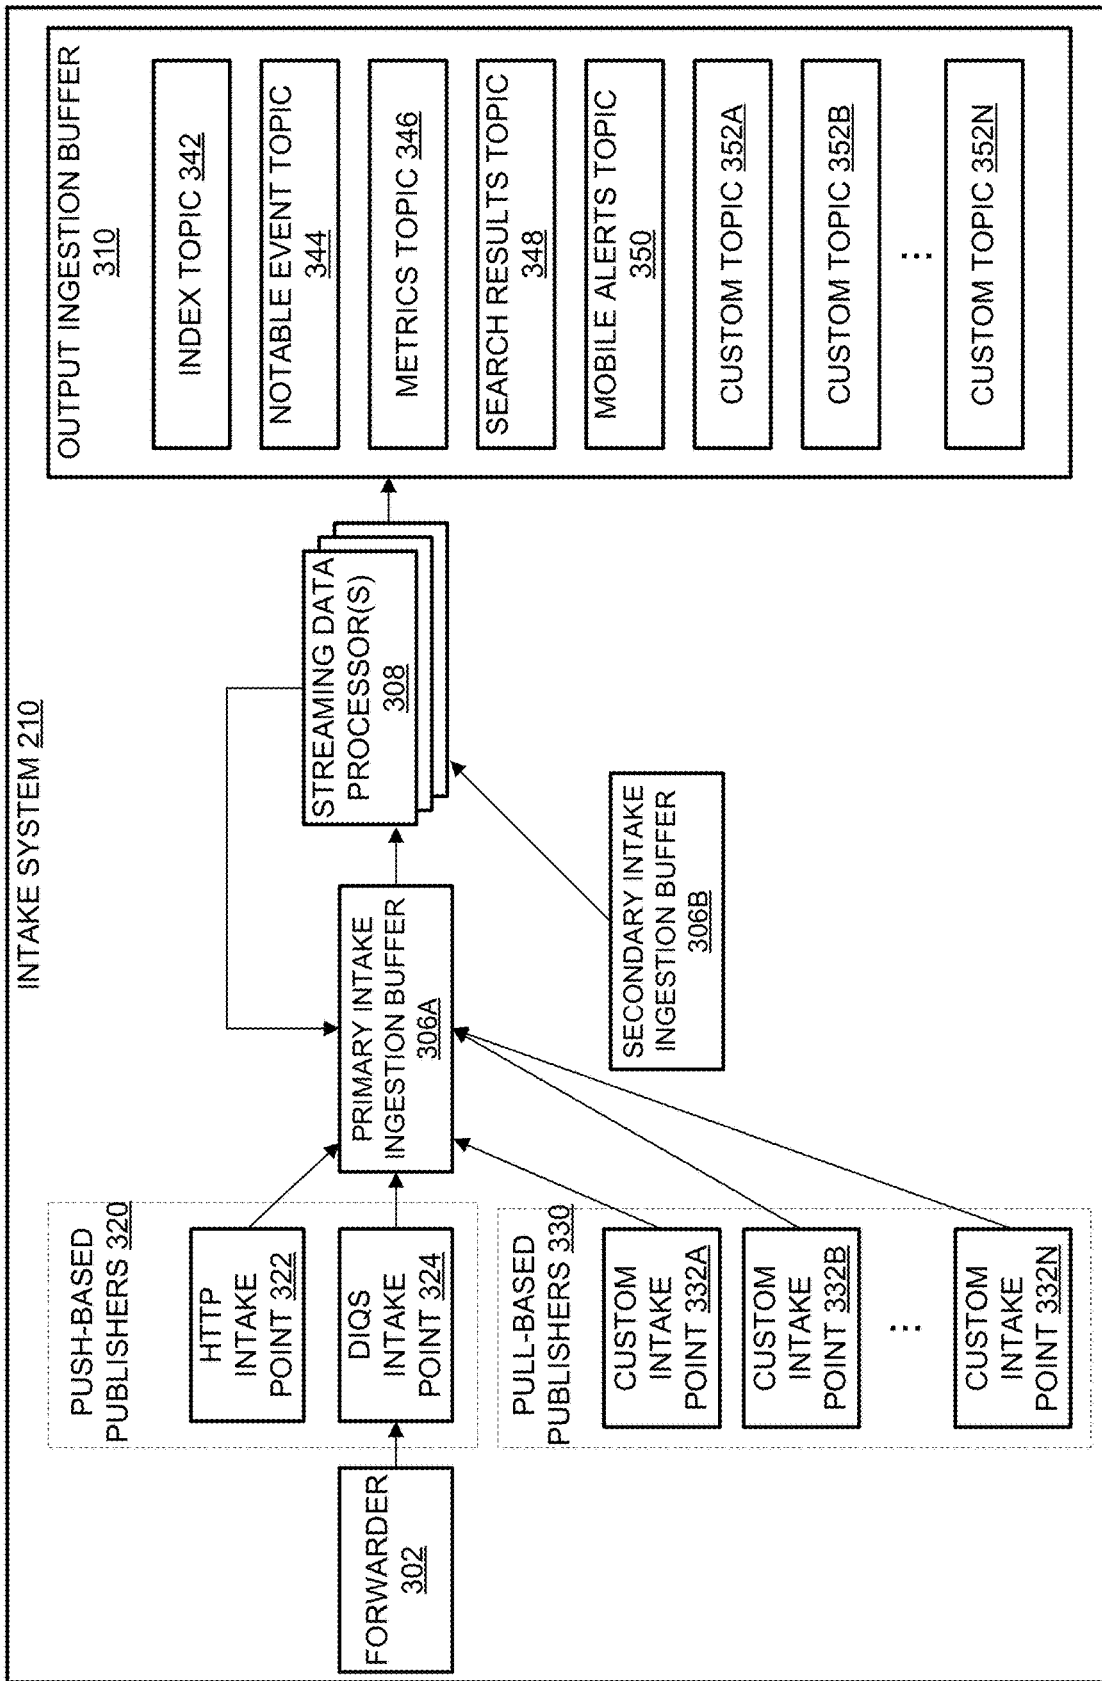 INTAKE SYSTEM 210
FORWARDER
302
PUSH-BASED
PUBLISHERS 320
HTTP
INTAKE
POINT 322
DIQS
INTAKE
POINT 324
PULL-BASED
PUBLISHERS 330
CUSTOM
INTAKE
POINT 332A
CUSTOM
INTAKE
POINT 332B
...
CUSTOM
INTAKE
POINT 332N
PRIMARY INTAKE
INGESTION BUFFER
306A
SECONDARY INTAKE
INGESTION BUFFER
306B
STREAMING DATA
PROCESSOR(S)
308
OUTPUT INGESTION BUFFER
310
INDEX TOPIC 342
NOTABLE EVENT TOPIC
344
METRICS TOPIC 346
SEARCH RESULTS TOPIC
348
MOBILE ALERTS TOPIC
350
CUSTOM TOPIC 352A
CUSTOM TOPIC 352B
...
CUSTOM TOPIC 352N